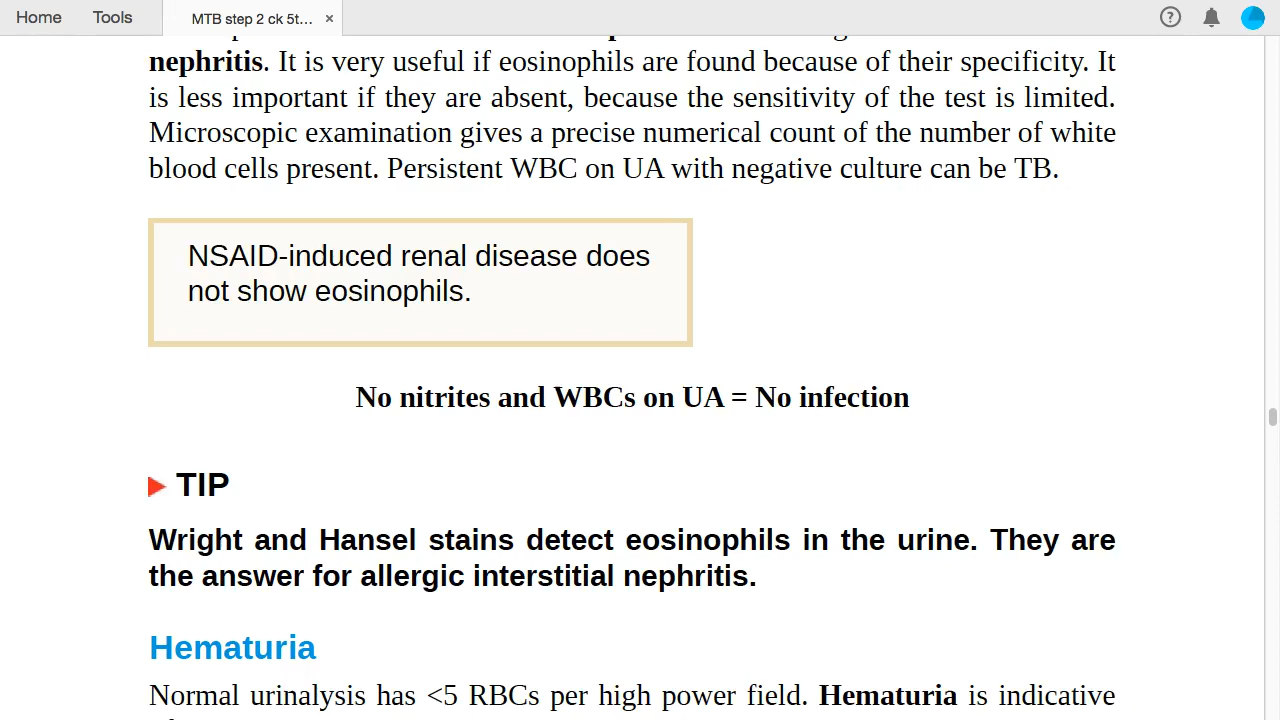 Home Tools MTB step 2 ck 5t... ×
nephritis. It is very useful if eosinophils are found because of their specificity. It
is less important if they are absent, because the sensitivity of the test is limited.
Microscopic examination gives a precise numerical count of the number of white
blood cells present. Persistent WBC on UA with negative culture can be TB.
NSAID-induced renal disease does
not show eosinophils.
No nitrites and WBCs on UA = No infection
TIP
Wright and Hansel stains detect eosinophils in the urine. They are
the answer for allergic interstitial nephritis.
Hematuria
Normal urinalysis has <5 RBCs per high power field. Hematuria is indicative